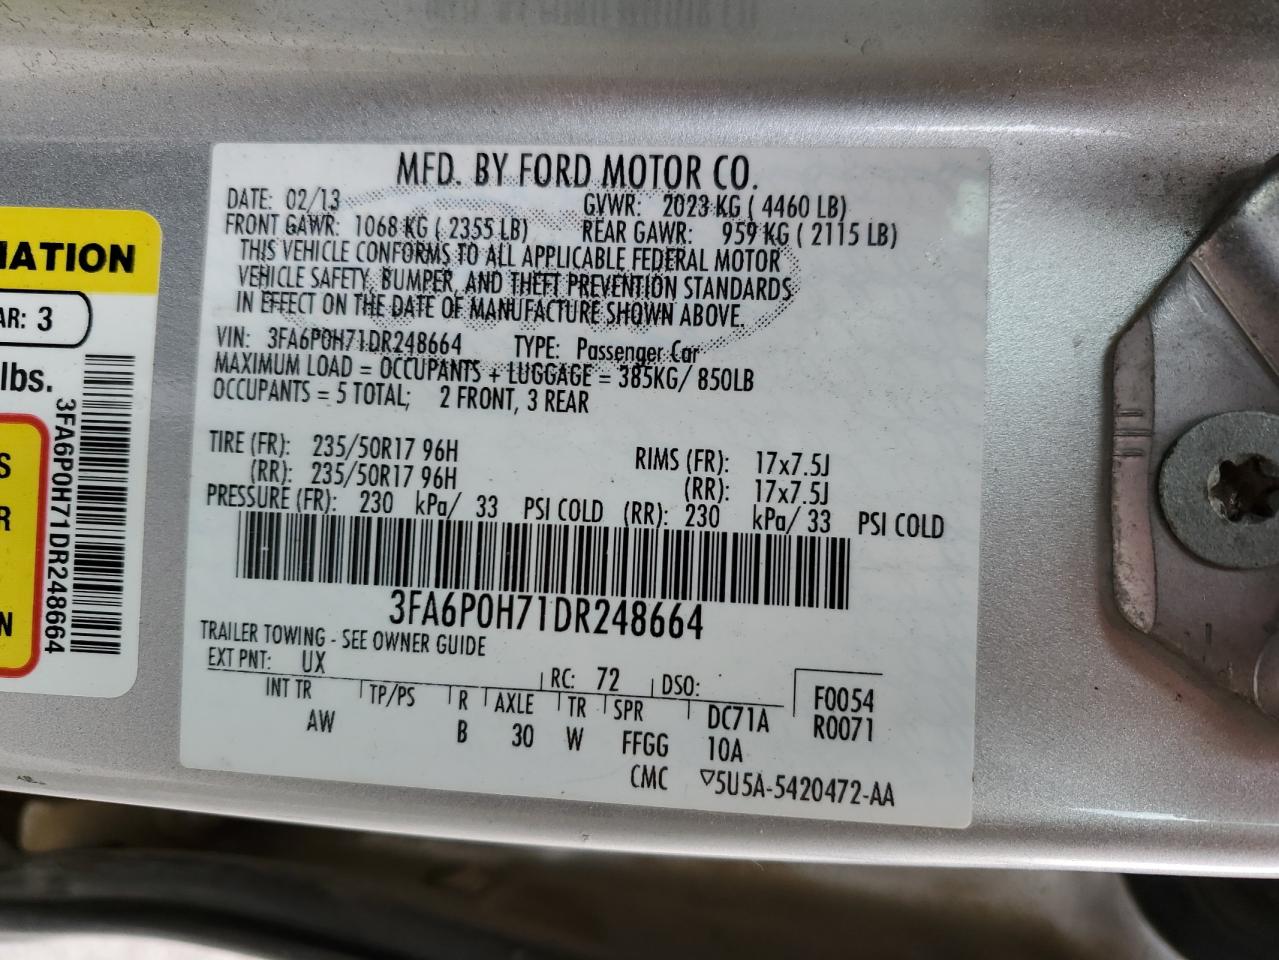 MFD. BY FORD MOTOR CO.
DATE: 02/13 GVWR: 2023 KG ( 4460 LB)
FRONT GAWR: 1068 KG ( 2355 LB) REAR GAWR: 959 KG ( 2115 LB)
THIS VEHICLE CONFORMS TO ALL APPLICABLE FEDERAL MOTOR
VEHICLE SAFETY, BUMPER, AND THEFT PREVENTION STANDARDS
IN EFFECT ON THE DATE OF MANUFACTURE SHOWN ABOVE.
VIN: 3FA6P0H71DR248664 TYPE: Passenger Car
MAXIMUM LOAD = OCCUPANTS + LUGGAGE = 385KG/ 850LB
OCCUPANTS = 5 TOTAL; 2 FRONT, 3 REAR
TIRE (FR): 235/50R17 96H RIMS (FR): 17x7.5J
(RR): 235/50R17 96H (RR): 17x7.5J
PRESSURE (FR): 230 kPa/ 33 PSI COLD (RR): 230 kPa/ 33 PSI COLD
3FA6P0H71DR248664
TRAILER TOWING - SEE OWNER GUIDE
EXT PNT: UX RC: 72 DSO: F0054
INT TR TP/PS R AXLE TR SPR DC71A R0071
AW B 30 W FFGG 10A
CMC ▽5U5A-5420472-AA
MATION
AR: 3
lbs.
S
R
N
3FA6P0H71DR248664